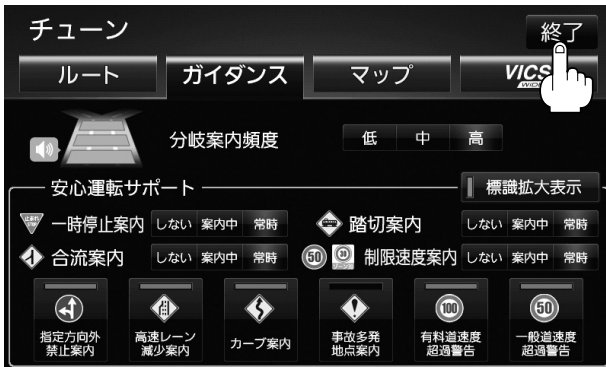 チューン
終了
ルート
ガイダンス
マップ
VICS
分岐案内頻度
低 中 高
安心運転サポート
標識拡大表示
止まれ
一時停止案内 しない 案内中 常時
踏切案内 しない 案内中 常時
合流案内 しない 案内中 常時
50 制限速度案内 しない 案内中 常時
指定方向外
禁止案内
高速レーン
減少案内
カーブ案内
事故多発
地点案内
100
有料道速度
超過警告
50
一般道速度
超過警告